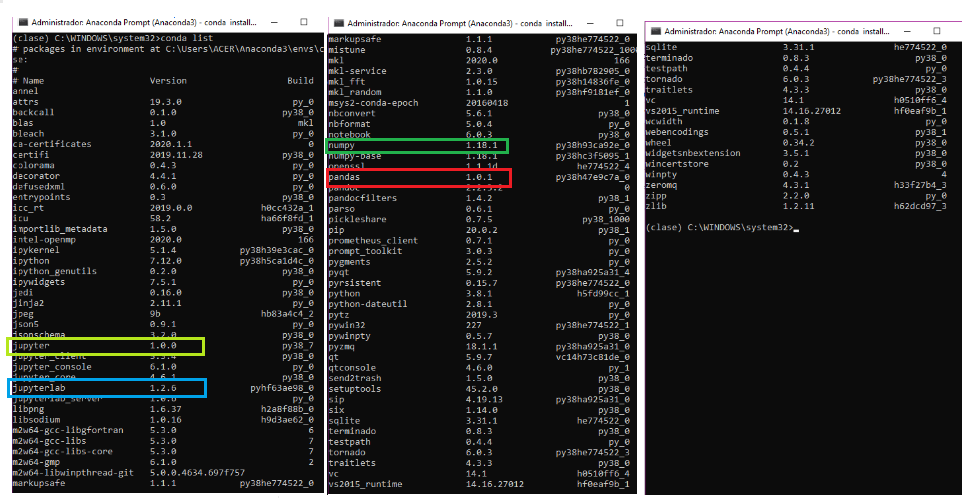 Administrador: Anaconda Prompt (Anaconda3) - conda install...
(clase) C:\WINDOWS\system32>conda list
# packages in environment at C:\Users\ACER\Anaconda3\envs\c
se:
#
# Name Version Build
annel
attrs 19.3.0 py_0
backcall 0.1.0 py38_0
blas 1.0 mkl
bleach 3.1.0 py_0
ca-certificates 2020.1.1 0
certifi 2019.11.28 py38_0
colorama 0.4.3 py_0
decorator 4.4.1 py_0
defusedxml 0.6.0 py_0
entrypoints 0.3 py38_0
icc_rt 2019.0.0 h0cc432a_1
icu 58.2 ha66f8fd_1
importlib_metadata 1.5.0 py38_0
intel-openmp 2020.0 166
ipykernel 5.1.4 py38h39e3cac_0
ipython 7.12.0 py38h5ca1d4c_0
ipython_genutils 0.2.0 py38_0
ipywidgets 7.5.1 py_0
jedi 0.16.0 py38_0
jinja2 2.11.1 py_0
jpeg 9b hb83a4c4_2
json5 0.9.1 py_0
jsonschema 3.2.0 py38_0
jupyter 1.0.0 py38_7
jupyter_client 5.3.4 py38_0
jupyter_console 6.1.0 py_0
jupyter_core 4.6.1 py38_0
jupyterlab 1.2.6 pyhf63ae98_0
jupyterlab_server 1.0.6 py_0
libpng 1.6.37 h2a8f88b_0
libsodium 1.0.16 h9d3ae62_0
m2w64-gcc-libgfortran 5.3.0 6
m2w64-gcc-libs 5.3.0 7
m2w64-gcc-libs-core 5.3.0 7
m2w64-gmp 6.1.0 2
m2w64-libwinpthread-git 5.0.0.4634.697f757
markupsafe 1.1.1 py38he774522_0
Administrador: Anaconda Prompt (Anaconda3) - conda install...
markupsafe 1.1.1 py38he774522_0
mistune 0.8.4 py38he774522_1000
mkl 2020.0 166
mkl-service 2.3.0 py38hb782905_0
mkl_fft 1.0.15 py38h14836fe_0
mkl_random 1.1.0 py38hf9181ef_0
msys2-conda-epoch 20160418 1
nbconvert 5.6.1 py38_0
nbformat 5.0.4 py_0
notebook 6.0.3 py38_0
numpy 1.18.1 py38h93ca92e_0
numpy-base 1.18.1 py38hc3f5095_1
openssl 1.1.1d he774522_4
pandas 1.0.1 py38h47e9c7a_0
pandoc 2.2.3.2 0
pandocfilters 1.4.2 py38_1
parso 0.6.1 py_0
pickleshare 0.7.5 py38_1000
pip 20.0.2 py38_1
prometheus_client 0.7.1 py_0
prompt_toolkit 3.0.3 py_0
pygments 2.5.2 py_0
pyqt 5.9.2 py38ha925a31_4
pyrsistent 0.15.7 py38he774522_0
python 3.8.1 h5fd99cc_1
python-dateutil 2.8.1 py_0
pytz 2019.3 py_0
pywin32 227 py38he774522_1
pywinpty 0.5.7 py38_0
pyzmq 18.1.1 py38ha925a31_0
qt 5.9.7 vc14h73c81de_0
qtconsole 4.6.0 py_1
send2trash 1.5.0 py38_0
setuptools 45.2.0 py38_0
sip 4.19.13 py38ha925a31_0
six 1.14.0 py38_0
sqlite 3.31.1 he774522_0
terminado 0.8.3 py38_0
testpath 0.4.4 py_0
tornado 6.0.3 py38he774522_3
traitlets 4.3.3 py38_0
vc 14.1 h0510ff6_4
vs2015_runtime 14.16.27012 hf0eaf9b_1
Administrador: Anaconda Prompt (Anaconda3) - conda install...
sqlite 3.31.1 he774522_0
terminado 0.8.3 py38_0
testpath 0.4.4 py_0
tornado 6.0.3 py38he774522_3
traitlets 4.3.3 py38_0
vc 14.1 h0510ff6_4
vs2015_runtime 14.16.27012 hf0eaf9b_1
wcwidth 0.1.8 py_0
webencodings 0.5.1 py38_1
wheel 0.34.2 py38_0
widgetsnbextension 3.5.1 py38_0
wincertstore 0.2 py38_0
winpty 0.4.3 4
zeromq 4.3.1 h33f27b4_3
zipp 2.2.0 py_0
zlib 1.2.11 h62dcd97_3
(clase) C:\WINDOWS\system32>